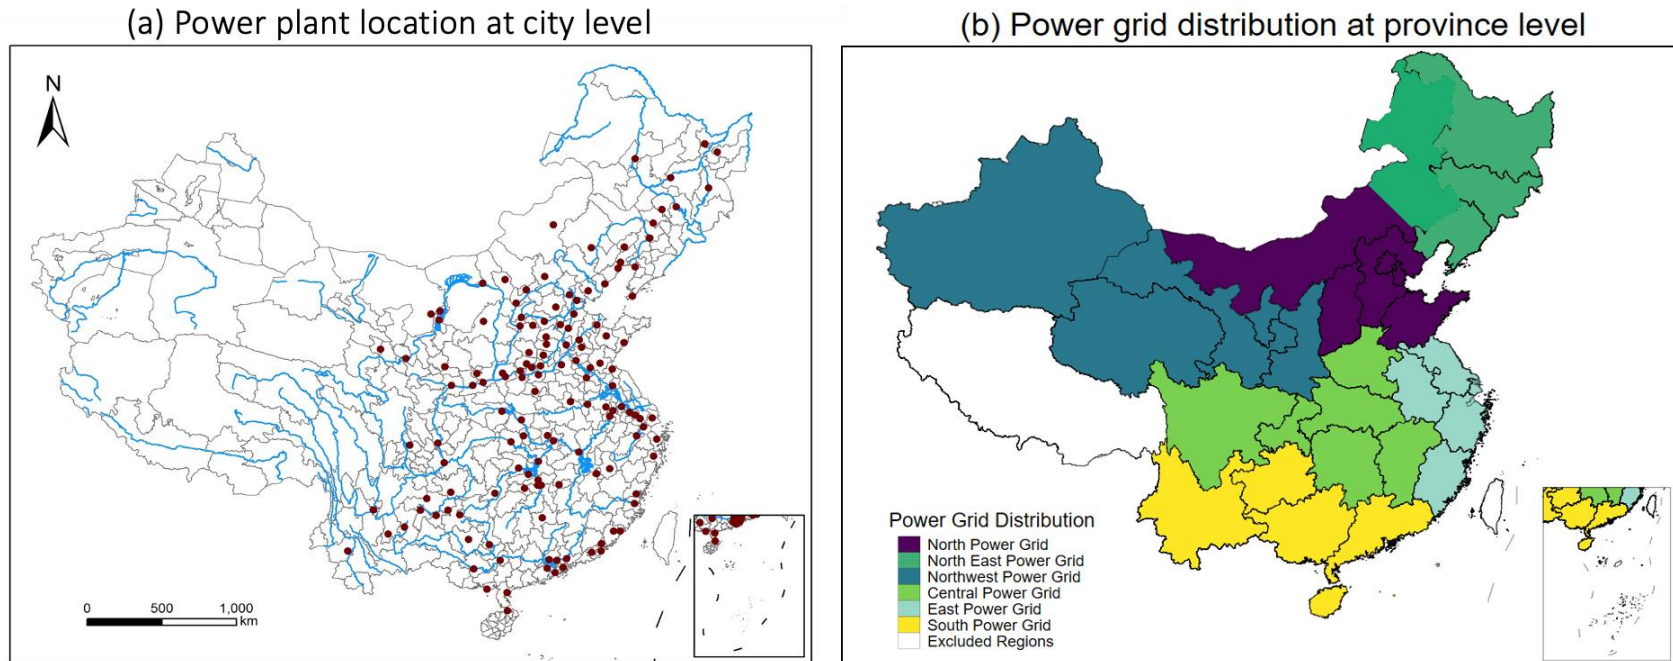 (a) Power plant location at city level
(b) Power grid distribution at province level
N
0 500 1,000
km
Power Grid Distribution
North Power Grid
North East Power Grid
Northwest Power Grid
Central Power Grid
East Power Grid
South Power Grid
Excluded Regions